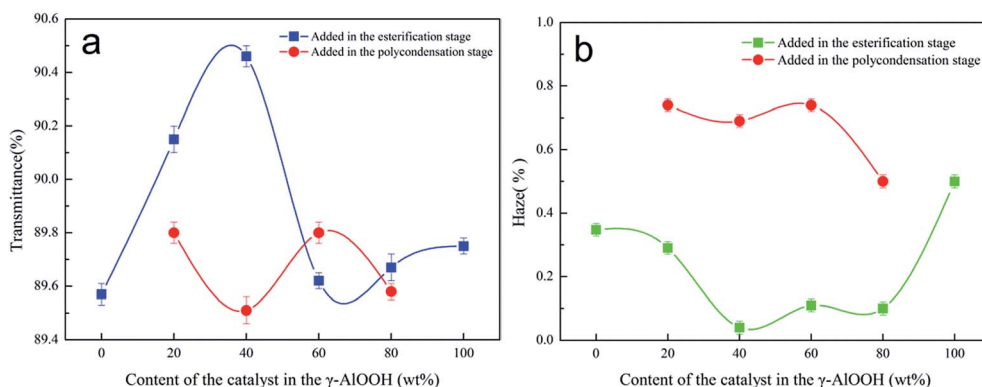 a
Added in the esterification stage
Added in the polycondensation stage
Transmittance(%)
90.6
90.4
90.2
90.0
89.8
89.6
89.4
0 20 40 60 80 100
Content of the catalyst in the γ-AlOOH (wt%)
b
Added in the esterification stage
Added in the polycondensation stage
Haze( % )
1.0
0.8
0.6
0.4
0.2
0.0
0 20 40 60 80 100
Content of the catalyst in the γ-AlOOH (wt%)